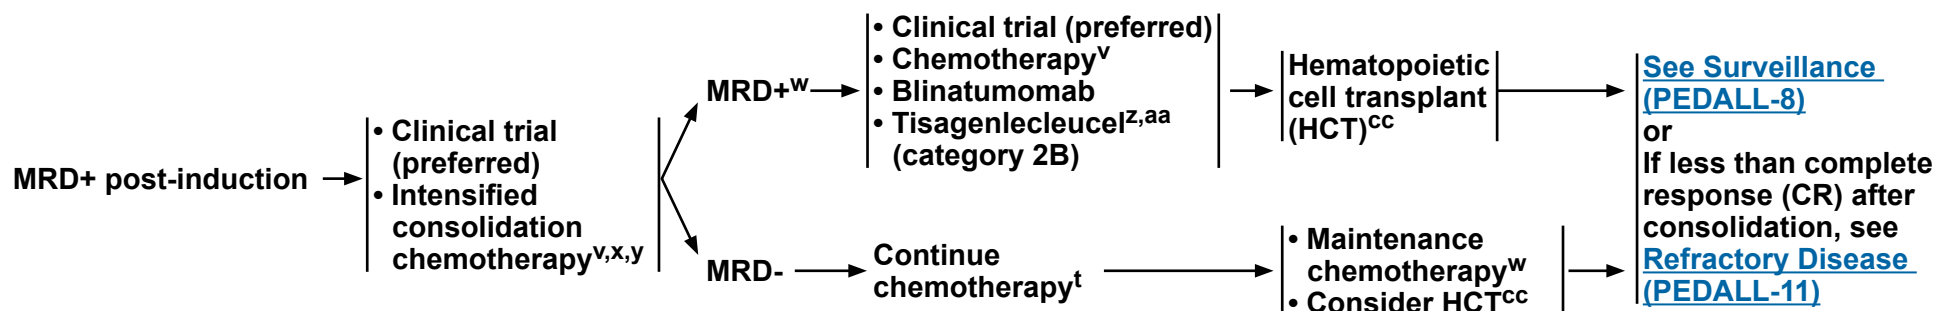 MRD+ post-induction
• Clinical trial
(preferred)
• Intensified
consolidation
chemotherapyv,x,y
MRD+w
• Clinical trial (preferred)
• Chemotherapyv
• Blinatumomab
• Tisagenlecleucelz,aa
(category 2B)
Hematopoietic
cell transplant
(HCT)cc
MRD-
Continue
chemotherapyt
• Maintenance
chemotherapyw
• Consider HCTcc
See Surveillance
(PEDALL-8)
or
If less than complete
response (CR) after
consolidation, see
Refractory Disease
(PEDALL-11)